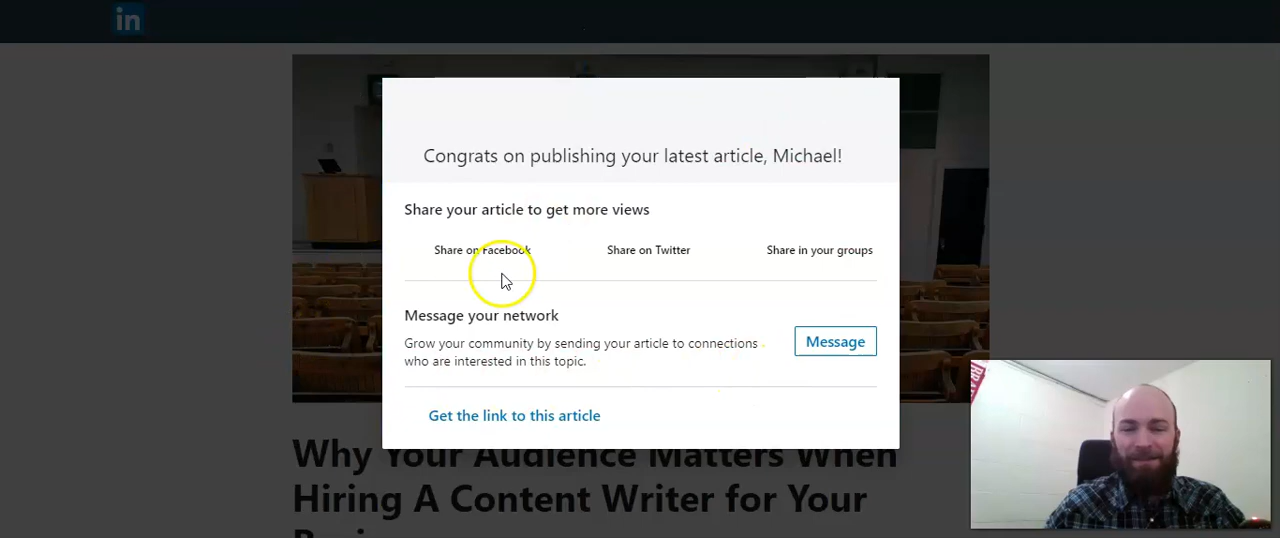 in
Congrats on publishing your latest article, Michael!
Share your article to get more views
Share on Facebook
Share on Twitter
Share in your groups
Message your network
Grow your community by sending your article to connections
who are interested in this topic.
Message
Get the link to this article
Why Your Audience Matters When
Hiring A Content Writer for Your